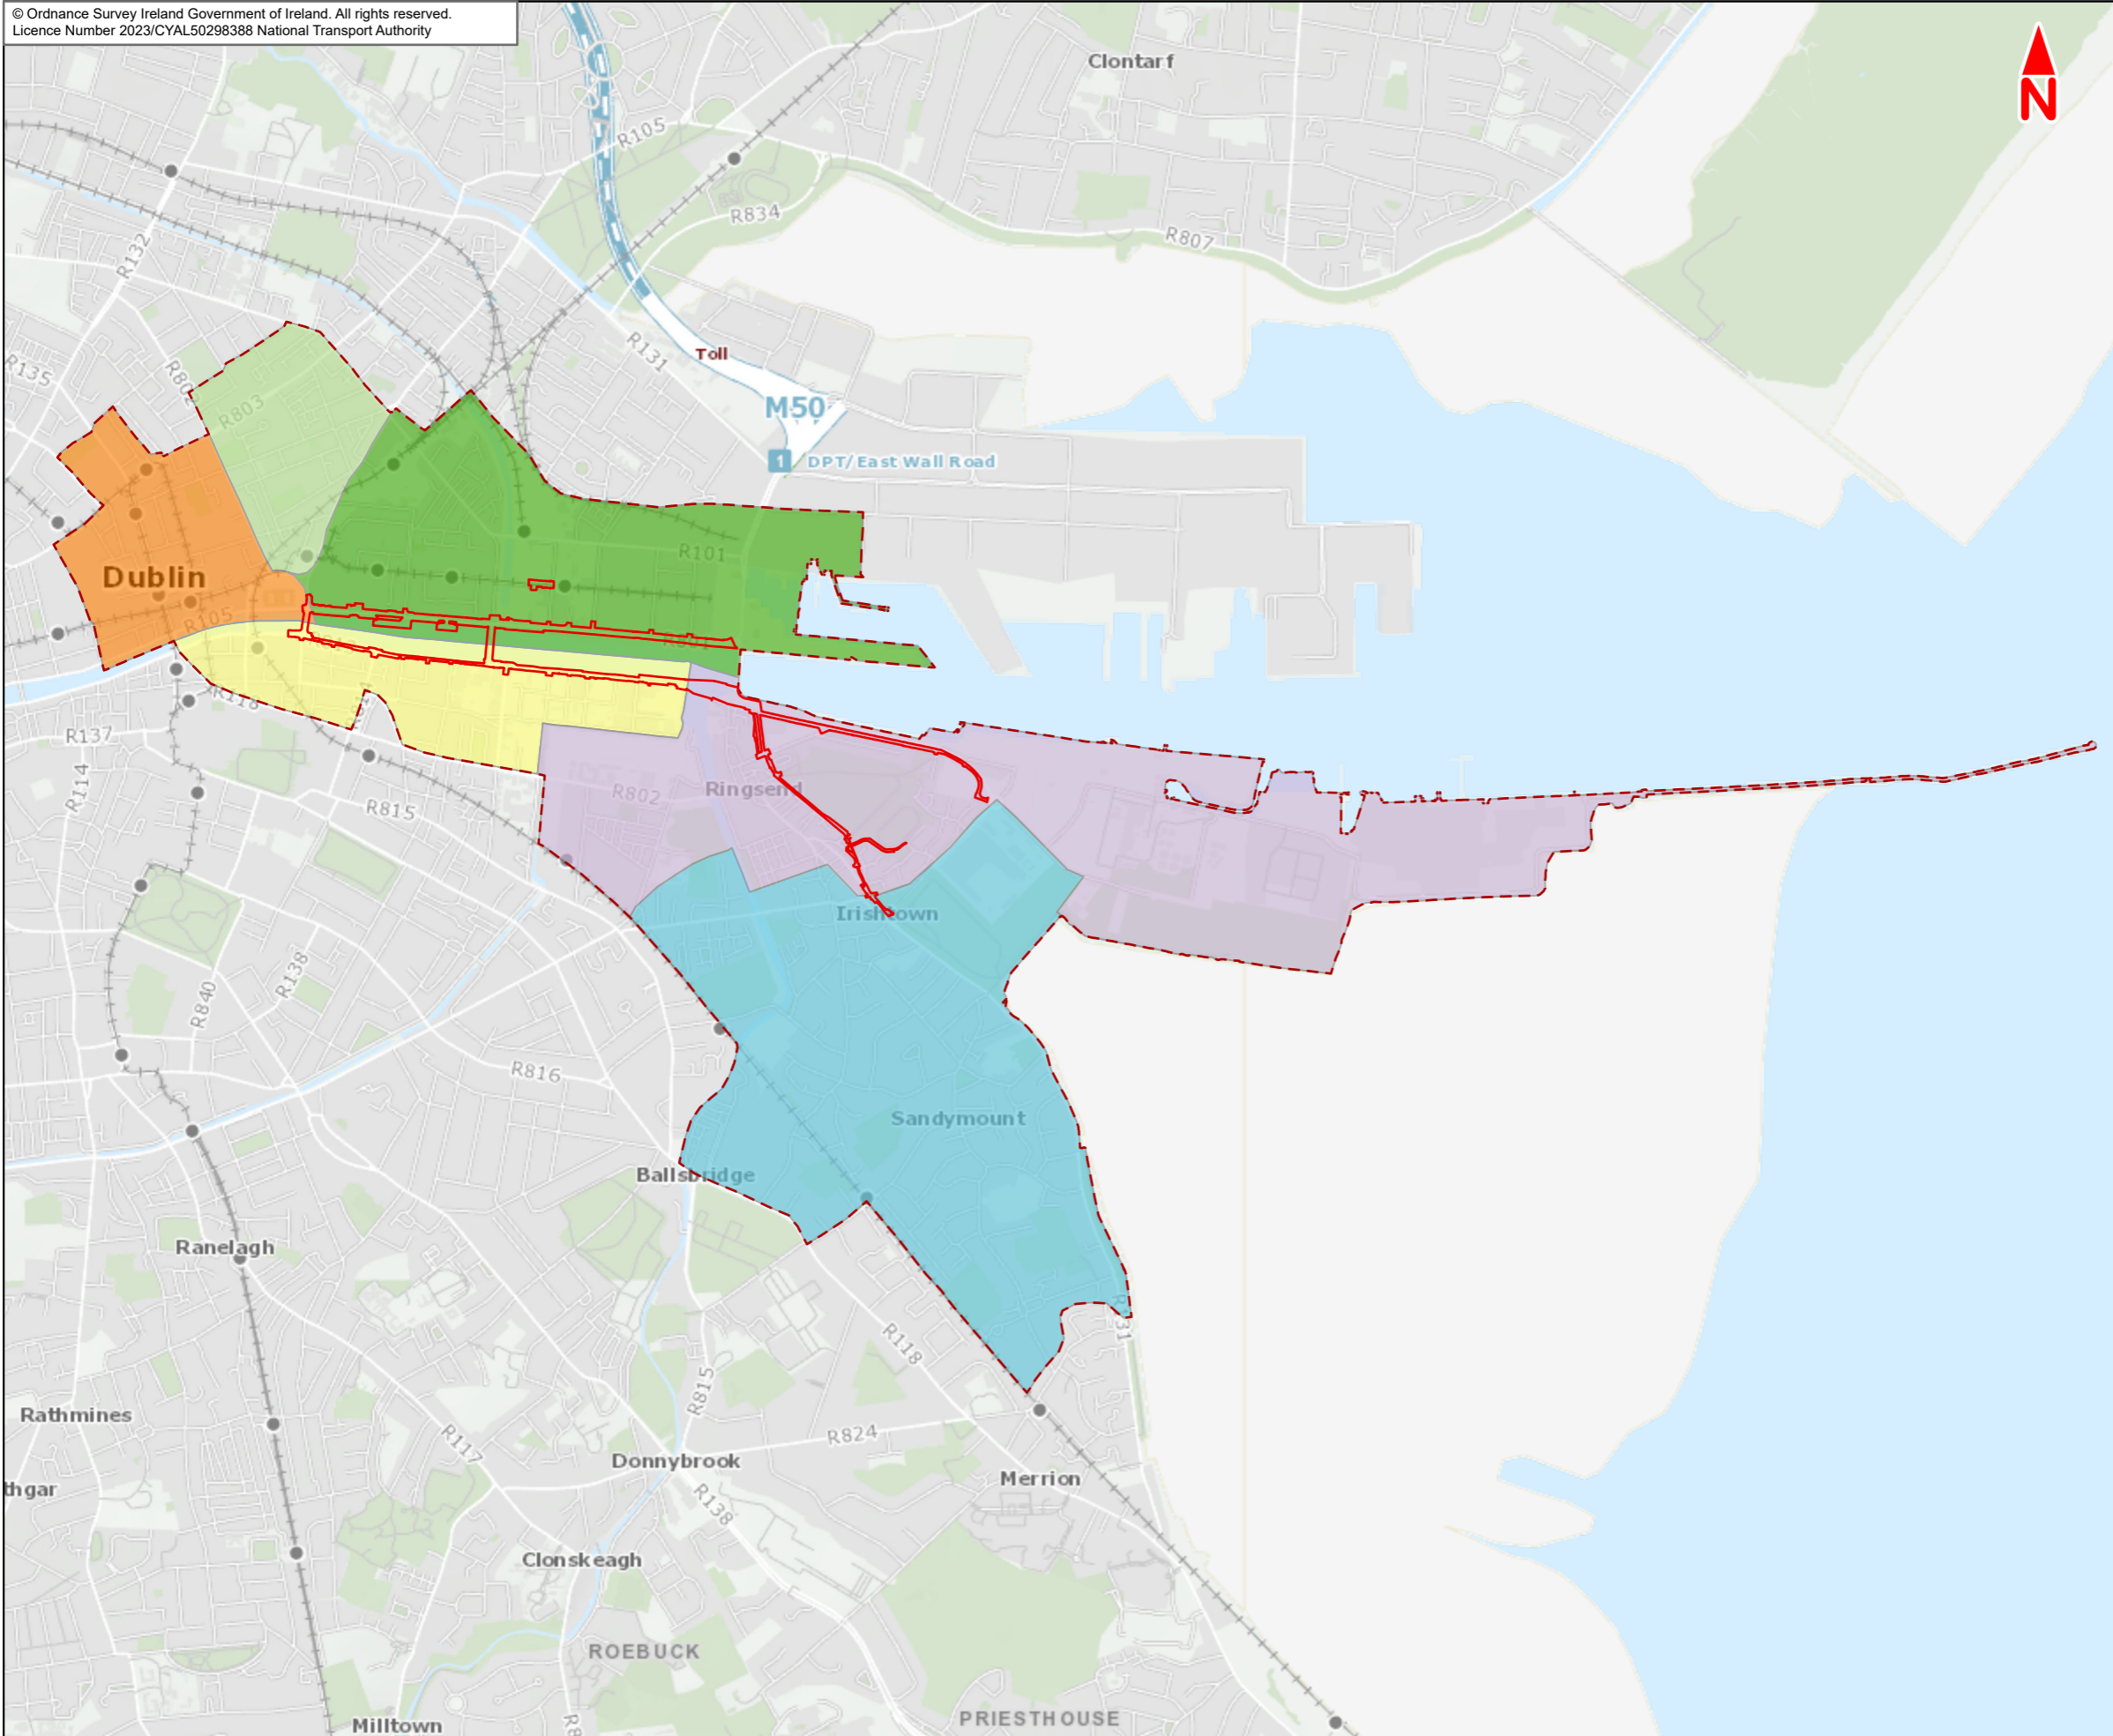 © Ordnance Survey Ireland Government of Ireland. All rights reserved.
Licence Number 2023/CYAL50298388 National Transport Authority
Clontarf
N
R105
R834
R807
R132
R131
Toll
R135
R802
R803
M50
1 DPT/East Wall Road
R101
Dublin
R105
R118
R137
R114
R802
Ringsend
R815
Irishtown
R138
R840
R816
Sandymount
Ballsbridge
Ranelagh
R131
R118
R815
Rathmines
R117
R824
Donnybrook
Merrion
thgar
R138
Clonskeagh
ROEBUCK
PRIESTHOUSE
Milltown